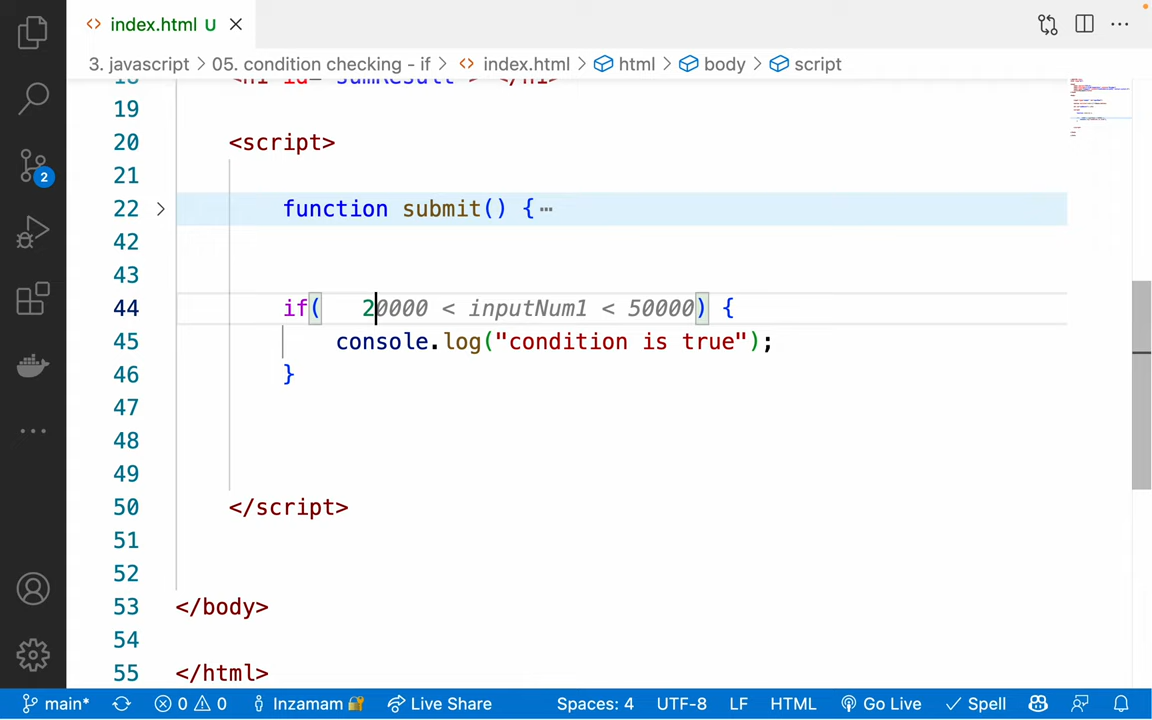 index.html U
3. javascript > 05. condition checking - if > index.html > html > body > script
19
20 <script>
21
22 function submit() {
42
43
44 if( 20000 < inputNum1 < 50000) {
45 console.log("condition is true");
46 }
47
48
49
50 </script>
51
52
53 </body>
54
55 </html>
2
main* 0 0 Inzamam Live Share Spaces: 4 UTF-8 LF HTML Go Live Spell